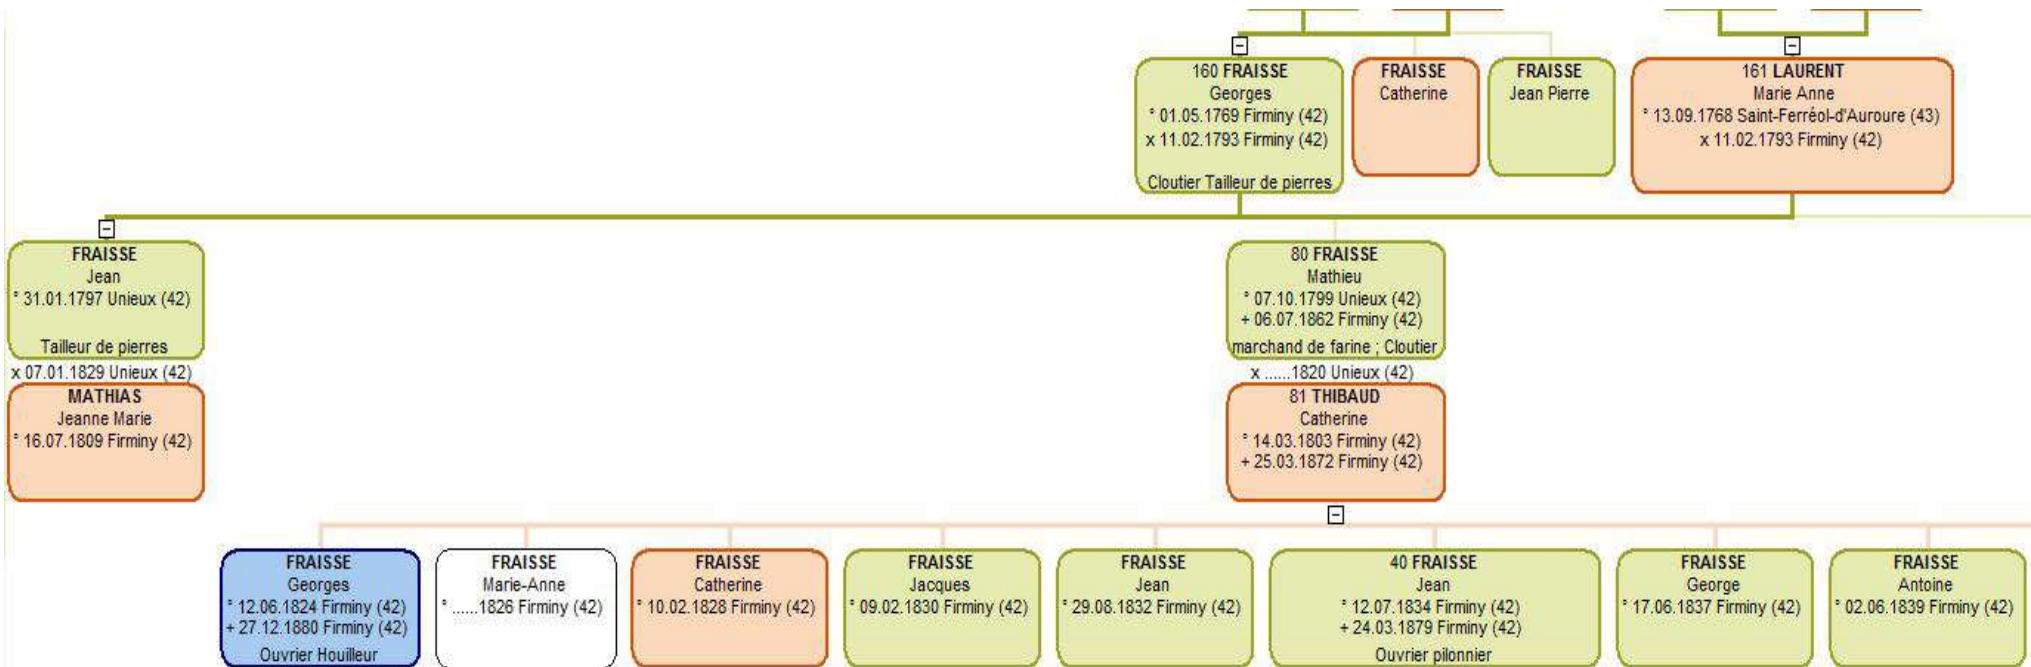 160 FRAISSE
Georges
° 01.05.1769 Firminy (42)
x 11.02.1793 Firminy (42)
Cloutier Tailleur de pierres
FRAISSE
Catherine
FRAISSE
Jean Pierre
161 LAURENT
Marie Anne
° 13.09.1768 Saint-Ferréol-d'Auroure (43)
x 11.02.1793 Firminy (42)
FRAISSE
Jean
° 31.01.1797 Unieux (42)
Tailleur de pierres
x 07.01.1829 Unieux (42)
MATHIAS
Jeanne Marie
° 16.07.1809 Firminy (42)
80 FRAISSE
Mathieu
° 07.10.1799 Unieux (42)
+ 06.07.1862 Firminy (42)
marchand de farine ; Cloutier
x ......1820 Unieux (42)
81 THIBAUD
Catherine
° 14.03.1803 Firminy (42)
+ 25.03.1872 Firminy (42)
FRAISSE
Georges
° 12.06.1824 Firminy (42)
+ 27.12.1880 Firminy (42)
Ouvrier Houilleur
FRAISSE
Marie-Anne
° ......1826 Firminy (42)
FRAISSE
Catherine
° 10.02.1828 Firminy (42)
FRAISSE
Jacques
° 09.02.1830 Firminy (42)
FRAISSE
Jean
° 29.08.1832 Firminy (42)
40 FRAISSE
Jean
° 12.07.1834 Firminy (42)
+ 24.03.1879 Firminy (42)
Ouvrier pilonnier
FRAISSE
George
° 17.06.1837 Firminy (42)
FRAISSE
Antoine
° 02.06.1839 Firminy (42)